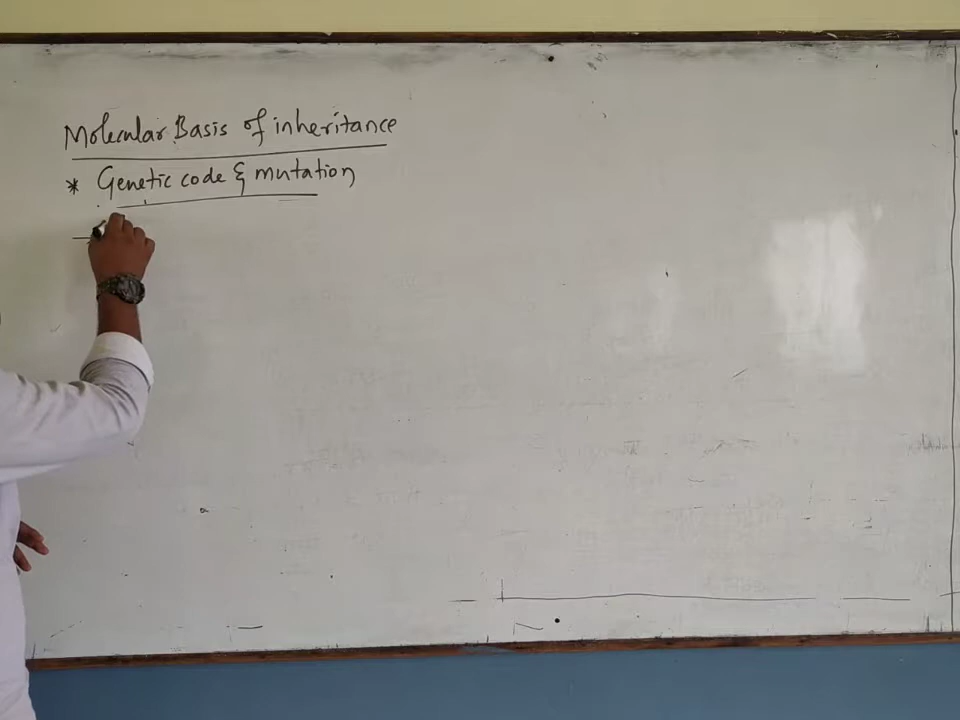 Molecular Basis of inheritance
* Genetic code & mutation